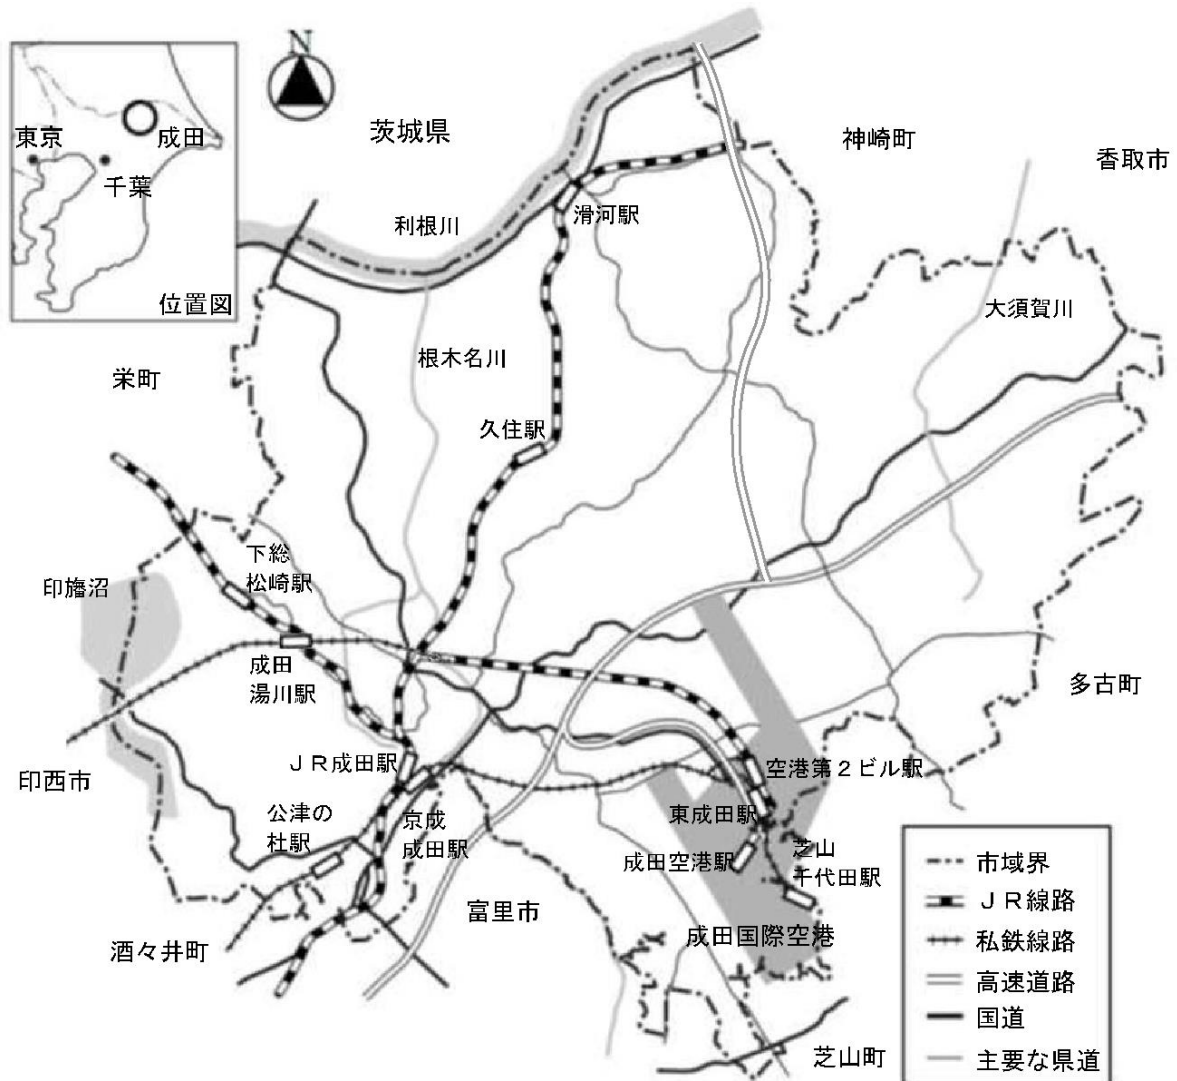 N
東京
成田
千葉
位置図
茨城県
神崎町
香取市
利根川
滑河駅
大須賀川
根木名川
栄町
久住駅
下総
松崎駅
印旛沼
成田
湯川駅
多古町
印西市
JR成田駅
空港第2ビル駅
公津の
杜駅
京成
成田駅
東成田駅
成田空港駅
芝山
千代田駅
酒々井町
富里市
成田国際空港
芝山町
市域界
JR線路
私鉄線路
高速道路
国道
主要な県道